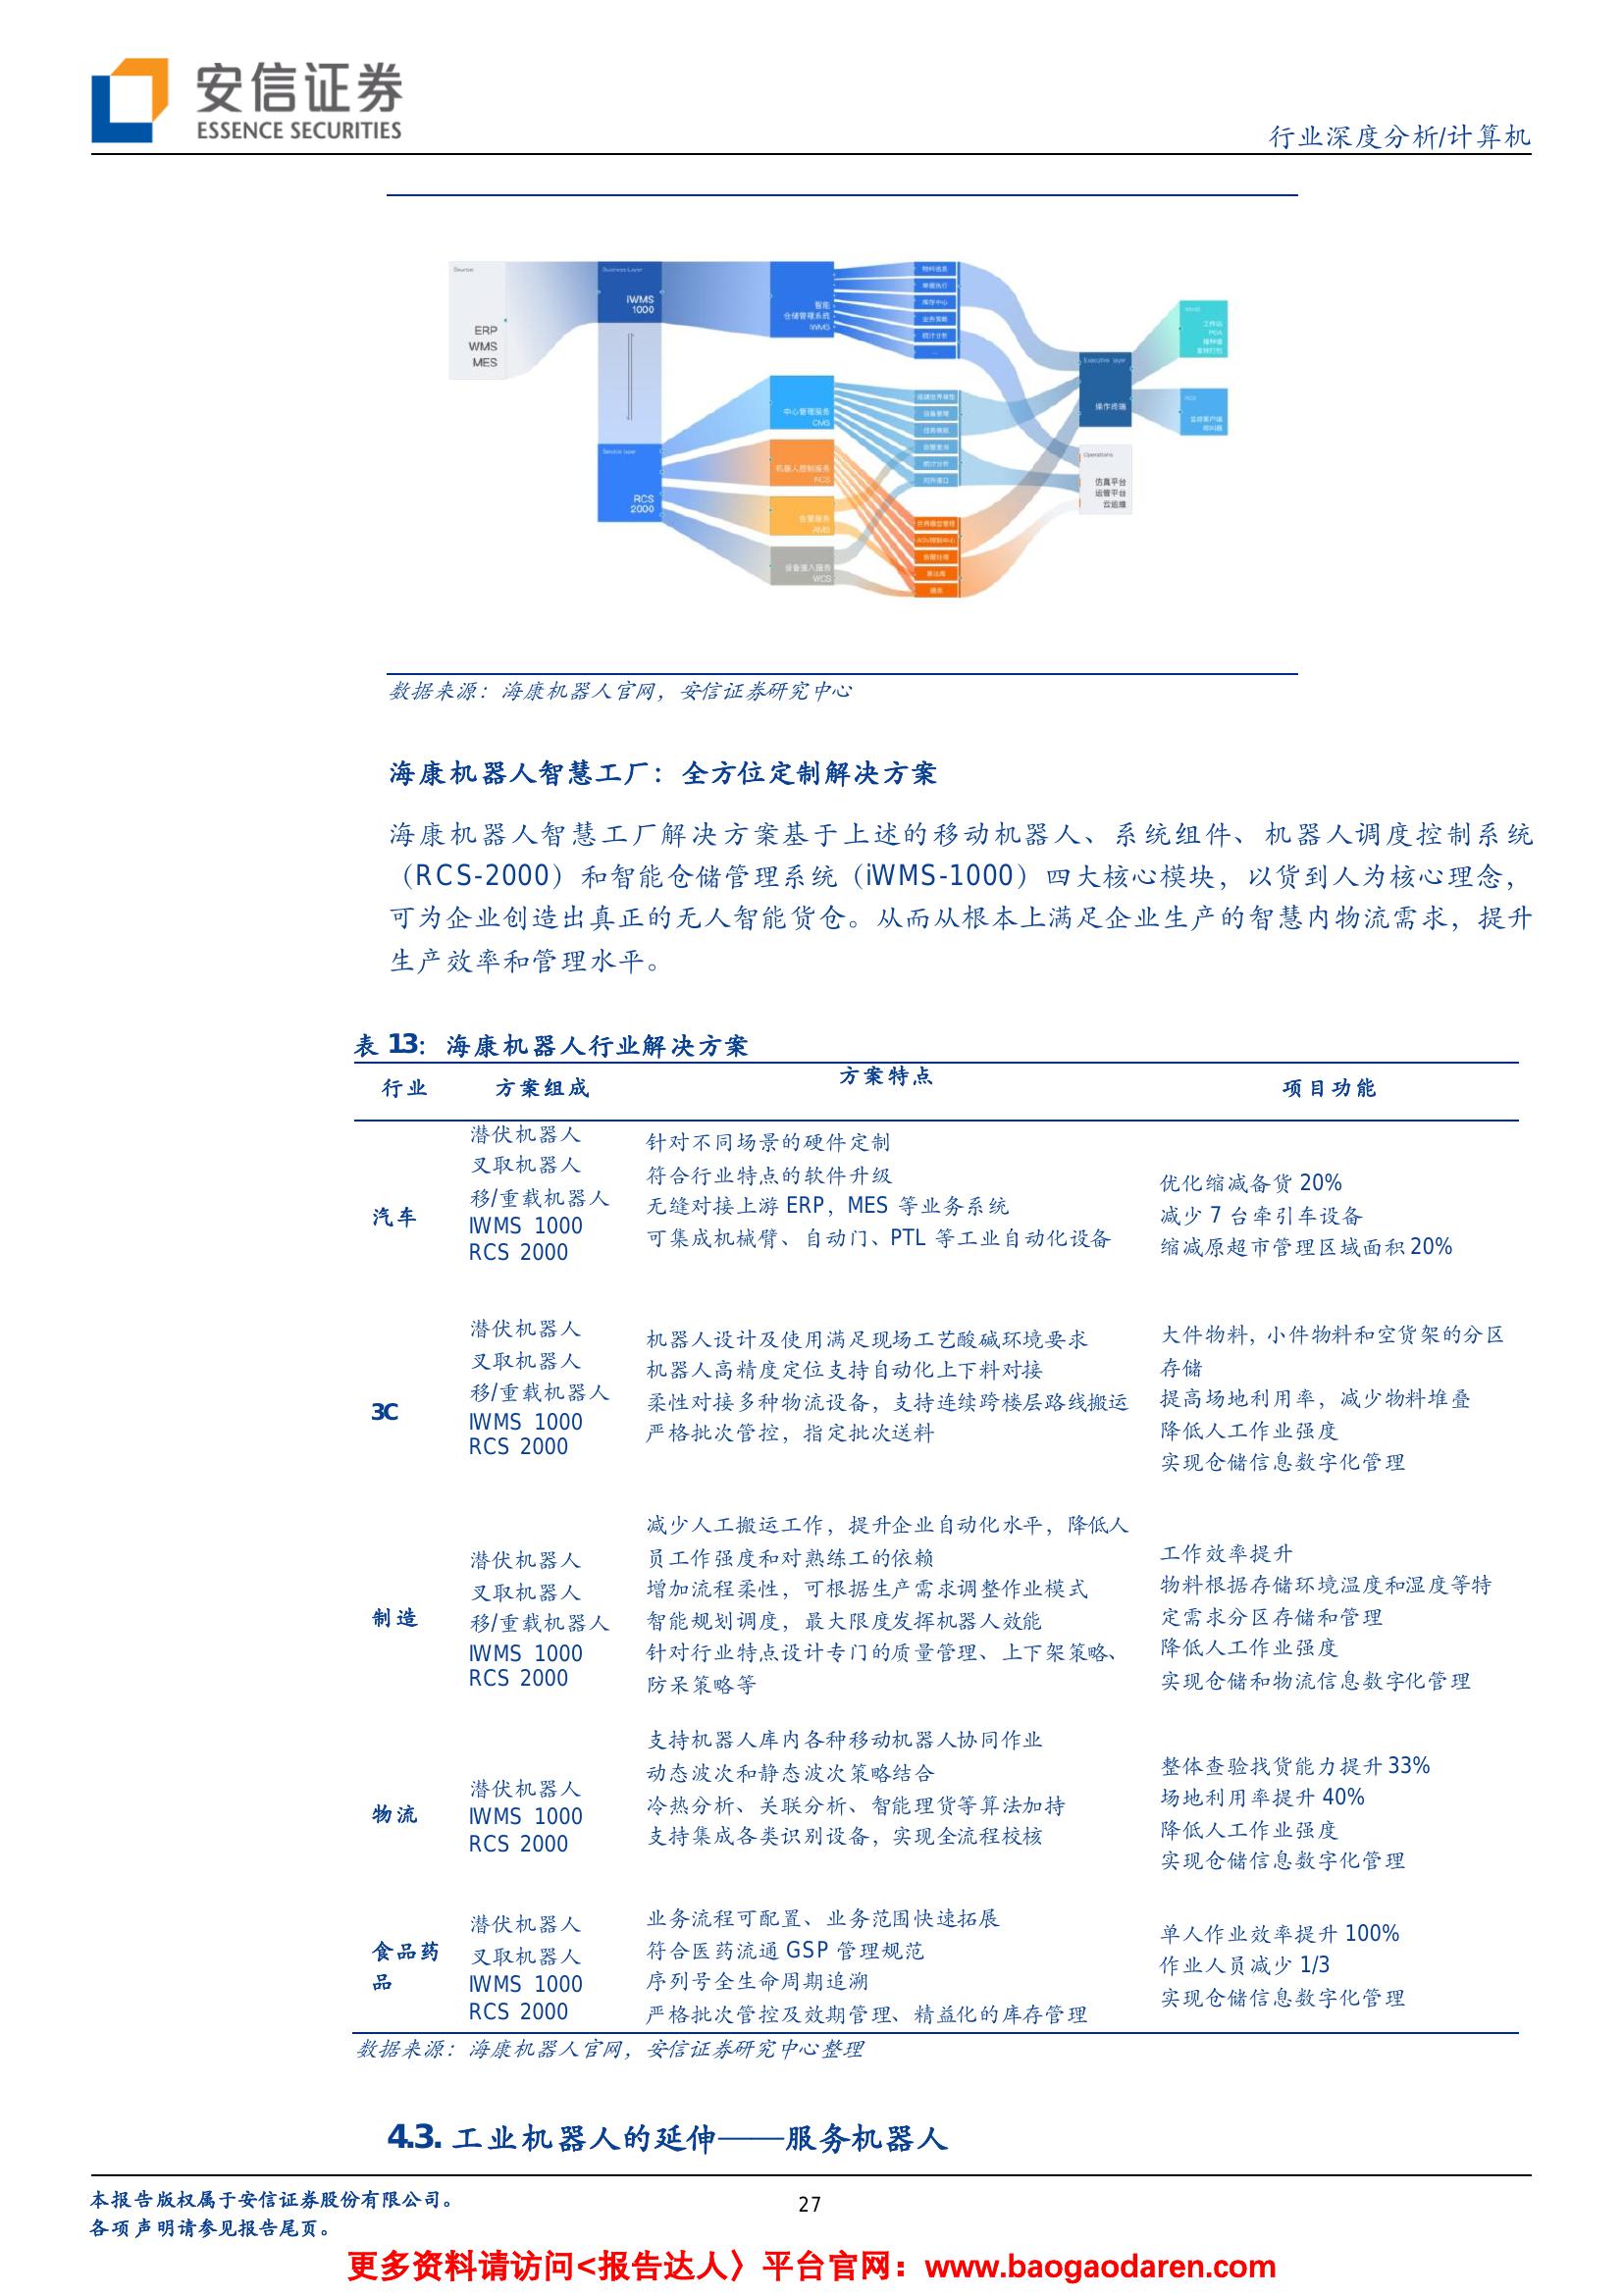 安信证券
ESSENCE SECURITIES
行业深度分析/计算机
Source
ERP
WMS
MES
Business Layer
iWMS
1000
Service layer
RCS
2000
智能
仓储管理系统
iWMS
中心管理服务
CMS
机器人控制服务
RCS
告警服务
AMS
设备接入服务
WCS
物料信息
单据执行
库存中心
业务策略
统计分析
...
设备管理
统计分析
对外接口
算法库
Executive layer
操作终端
Operations
仿真平台
运营平台
云运维
工作站
PDA
数据来源：海康机器人官网，安信证券研究中心
海康机器人智慧工厂：全方位定制解决方案
海康机器人智慧工厂解决方案基于上述的移动机器人、系统组件、机器人调度控制系统
（RCS-2000）和智能仓储管理系统（iWMS-1000）四大核心模块，以货到人为核心理念，
可为企业创造出真正的无人智能货仓。从而从根本上满足企业生产的智慧内物流需求，提升
生产效率和管理水平。
表 13：海康机器人行业解决方案
行业 方案组成 方案特点 项目功能
汽车
潜伏机器人
叉取机器人
移/重载机器人
IWMS 1000
RCS 2000
针对不同场景的硬件定制
符合行业特点的软件升级
无缝对接上游 ERP，MES 等业务系统
可集成机械臂、自动门、PTL 等工业自动化设备
优化缩减备货 20%
减少 7 台牵引车设备
缩减原超市管理区域面积 20%
3C
潜伏机器人
叉取机器人
移/重载机器人
IWMS 1000
RCS 2000
机器人设计及使用满足现场工艺酸碱环境要求
机器人高精度定位支持自动化上下料对接
柔性对接多种物流设备，支持连续跨楼层路线搬运
严格批次管控，指定批次送料
大件物料，小件物料和空货架的分区
存储
提高场地利用率，减少物料堆叠
降低人工作业强度
实现仓储信息数字化管理
制造
潜伏机器人
叉取机器人
移/重载机器人
IWMS 1000
RCS 2000
减少人工搬运工作，提升企业自动化水平，降低人
员工作强度和对熟练工的依赖
增加流程柔性，可根据生产需求调整作业模式
智能规划调度，最大限度发挥机器人效能
针对行业特点设计专门的质量管理、上下架策略、
防呆策略等
工作效率提升
物料根据存储环境温度和湿度等特
定需求分区存储和管理
降低人工作业强度
实现仓储和物流信息数字化管理
物流
潜伏机器人
IWMS 1000
RCS 2000
支持机器人库内各种移动机器人协同作业
动态波次和静态波次策略结合
冷热分析、关联分析、智能理货等算法加持
支持集成各类识别设备，实现全流程校核
整体查验找货能力提升 33%
场地利用率提升 40%
降低人工作业强度
实现仓储信息数字化管理
食品药
品
潜伏机器人
叉取机器人
IWMS 1000
RCS 2000
业务流程可配置、业务范围快速拓展
符合医药流通 GSP 管理规范
序列号全生命周期追溯
严格批次管控及效期管理、精益化的库存管理
单人作业效率提升 100%
作业人员减少 1/3
实现仓储信息数字化管理
数据来源：海康机器人官网，安信证券研究中心整理
4.3. 工业机器人的延伸——服务机器人
本报告版权属于安信证券股份有限公司。
各项声明请参见报告尾页。
27
更多资料请访问<报告达人〉平台官网：www.baogaodaren.com